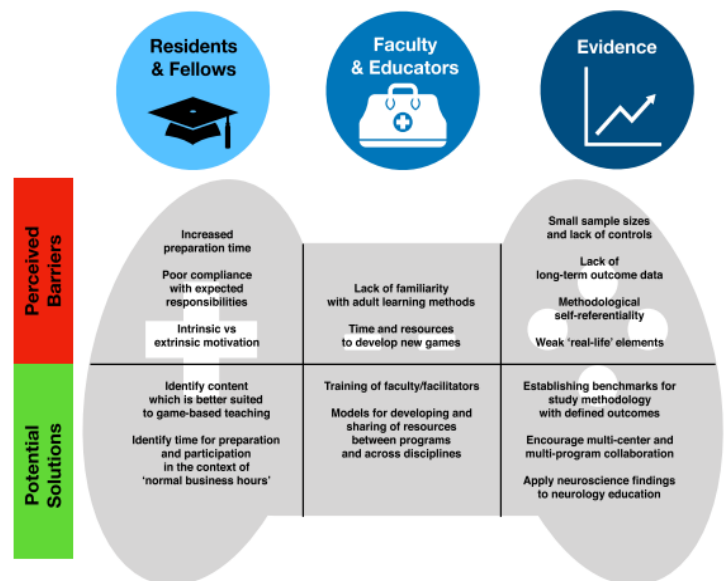 Residents
& Fellows
Faculty
& Educators
Evidence
Perceived
Barriers
Increased
preparation time
Poor compliance
with expected
responsibilities
Intrinsic vs
extrinsic motivation
Lack of familiarity
with adult learning methods
Time and resources
to develop new games
Small sample sizes
and lack of controls
Lack of
long-term outcome data
Methodological
self-referentiality
Weak ‘real-life’ elements
Potential
Solutions
Identify content
which is better suited
to game-based teaching
Identify time for preparation
and participation
in the context of
‘normal business hours’
Training of faculty/facilitators
Models for developing and
sharing of resources
between programs
and across disciplines
Establishing benchmarks for
study methodology
with defined outcomes
Encourage multi-center and
multi-program collaboration
Apply neuroscience findings
to neurology education